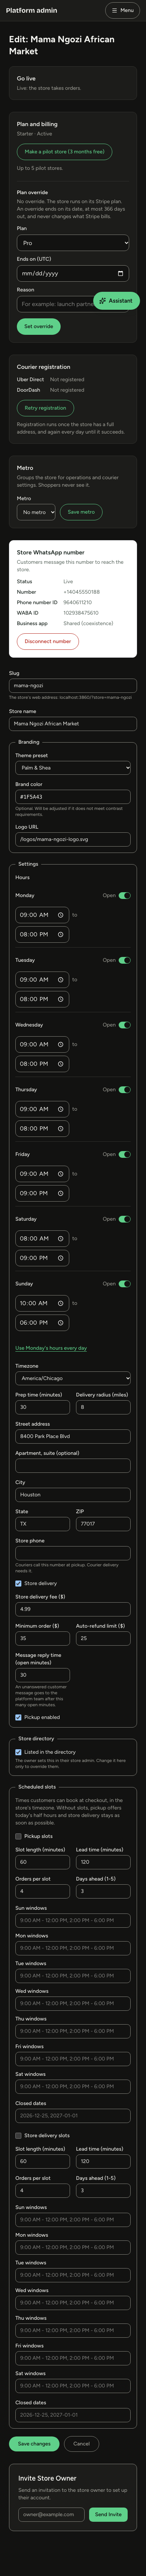 Platform admin
Menu
Edit: Mama Ngozi African
Market
Go live
Live: the store takes orders.
Plan and billing
Starter · Active
Make a pilot store (3 months free)
Up to 5 pilot stores.
Plan override
No override. The store runs on its Stripe plan.
An override ends on its date, at most 366 days
out, and never changes what Stripe bills.
Plan
Pro
Ends on (UTC)
mm/dd/yyyy
Reason
For example: launch partner
Assistant
Set override
Courier registration
Uber Direct Not registered
DoorDash Not registered
Retry registration
Registration runs once the store has a full
address, and again every day until it succeeds.
Metro
Groups the store for operations and courier
settings. Shoppers never see it.
Metro
No metro
Save metro
Store WhatsApp number
Customers message this number to reach the
store.
Status Live
Number +14045550188
Phone number ID 9640611210
WABA ID 102938475610
Business app Shared (coexistence)
Disconnect number
Slug
mama-ngozi
Store name
Mama Ngozi African Market
Branding
Theme preset
Palm & Shea
Brand color
#1F5A43
Optional. Will be adjusted if it does not meet contrast
requirements.
Logo URL
/logos/mama-ngozi-logo.svg
Settings
Hours
Monday Open
09:00 AM to
08:00 PM
Tuesday Open
09:00 AM to
08:00 PM
Wednesday Open
09:00 AM to
08:00 PM
Thursday Open
09:00 AM to
08:00 PM
Friday Open
09:00 AM to
09:00 PM
Saturday Open
08:00 AM to
09:00 PM
Sunday Open
10:00 AM to
06:00 PM
Use Monday's hours every day
Timezone
America/Chicago
Prep time (minutes) Delivery radius (miles)
30 8
Street address
8400 Park Place Blvd
Apartment, suite (optional)
City
Houston
State ZIP
TX 77017
Store phone
Couriers call this number at pickup. Courier delivery
needs it.
Store delivery
Store delivery fee ($)
4.99
Minimum order ($) Auto-refund limit ($)
35 25
Message reply time
(open minutes)
30
An unanswered customer
message goes to the
platform team after this
many open minutes.
Pickup enabled
Store directory
Listed in the directory
The owner sets this in their store admin. Change it here
only to override them.
Scheduled slots
Times customers can book at checkout, in the
store's timezone. Without slots, pickup offers
today's half hours and store delivery stays as
soon as possible.
Pickup slots
Slot length (minutes) Lead time (minutes)
60 120
Orders per slot Days ahead (1-5)
4 3
Sun windows
9:00 AM - 12:00 PM, 2:00 PM - 6:00 PM
Mon windows
9:00 AM - 12:00 PM, 2:00 PM - 6:00 PM
Tue windows
9:00 AM - 12:00 PM, 2:00 PM - 6:00 PM
Wed windows
9:00 AM - 12:00 PM, 2:00 PM - 6:00 PM
Thu windows
9:00 AM - 12:00 PM, 2:00 PM - 6:00 PM
Fri windows
9:00 AM - 12:00 PM, 2:00 PM - 6:00 PM
Sat windows
9:00 AM - 12:00 PM, 2:00 PM - 6:00 PM
Closed dates
2026-12-25, 2027-01-01
Store delivery slots
Slot length (minutes) Lead time (minutes)
60 120
Orders per slot Days ahead (1-5)
4 3
Sun windows
9:00 AM - 12:00 PM, 2:00 PM - 6:00 PM
Mon windows
9:00 AM - 12:00 PM, 2:00 PM - 6:00 PM
Tue windows
9:00 AM - 12:00 PM, 2:00 PM - 6:00 PM
Wed windows
9:00 AM - 12:00 PM, 2:00 PM - 6:00 PM
Thu windows
9:00 AM - 12:00 PM, 2:00 PM - 6:00 PM
Fri windows
9:00 AM - 12:00 PM, 2:00 PM - 6:00 PM
Sat windows
9:00 AM - 12:00 PM, 2:00 PM - 6:00 PM
Closed dates
2026-12-25, 2027-01-01
Save changes
Cancel
Invite Store Owner
Send an invitation to the store owner to set up
their account.
owner@example.com
Send Invite